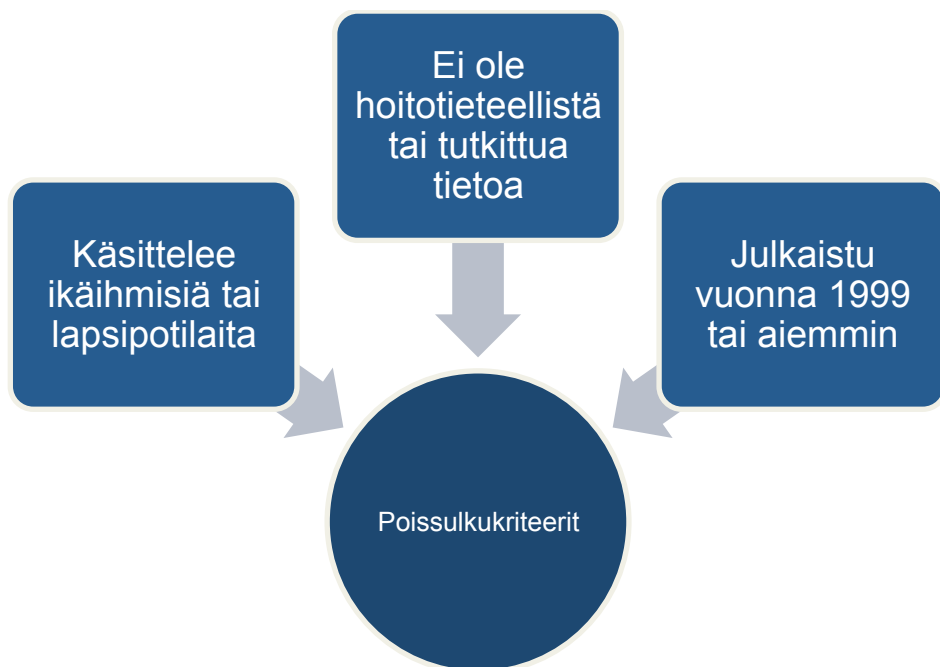 Ei ole
hoitotieteellistä
tai tutkittua
tietoa
Käsittelee
ikäihmisiä tai
lapsipotilaita
Julkaistu
vuonna 1999
tai aiemmin
Poissulkukriteerit